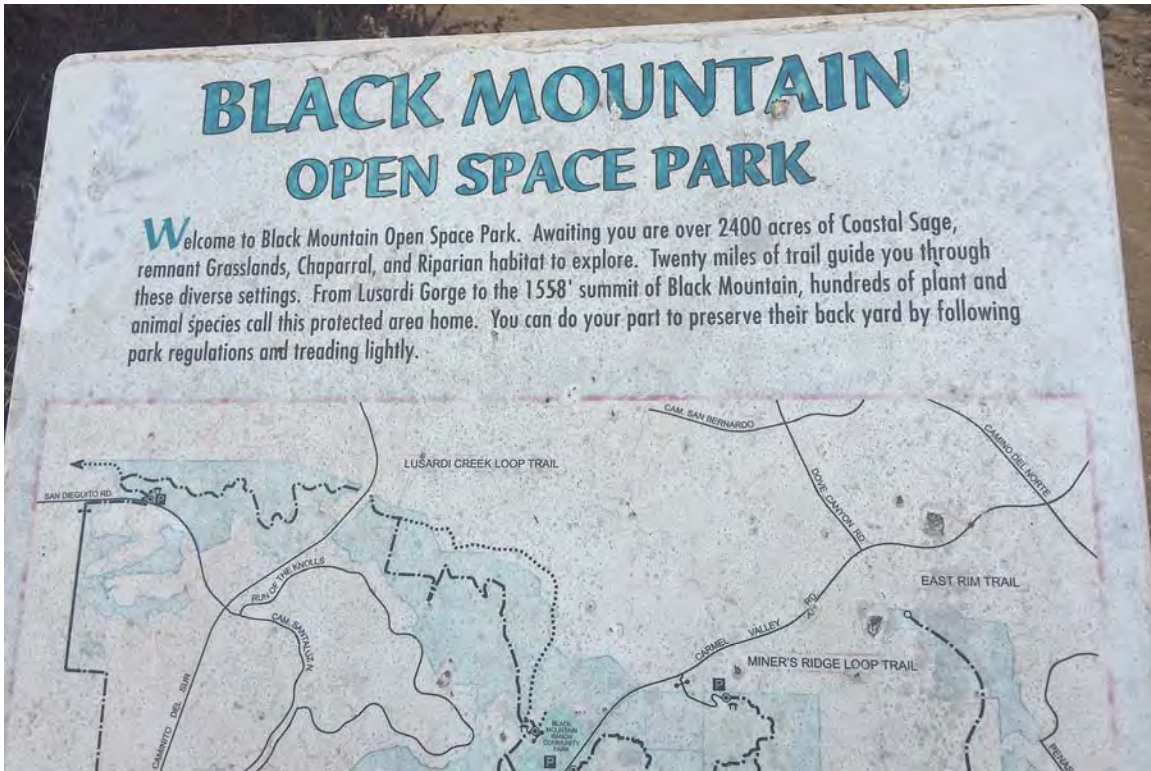 BLACK MOUNTAIN
OPEN SPACE PARK
Welcome to Black Mountain Open Space Park. Awaiting you are over 2400 acres of Coastal Sage,
remnant Grasslands, Chaparral, and Riparian habitat to explore. Twenty miles of trail guide you through
these diverse settings. From Lusardi Gorge to the 1558' summit of Black Mountain, hundreds of plant and
animal species call this protected area home. You can do your part to preserve their back yard by following
park regulations and treading lightly.
CAM. SAN BERNARDO
CAMINO DEL NORTE
LUSARDI CREEK LOOP TRAIL
SAN DIEGUITO RD.
P
DOVE CANYON RD.
RUN OF THE KNOLLS
EAST RIM TRAIL
CAM. SANTALUZ N.
CARMEL VALLEY RD.
MINER'S RIDGE LOOP TRAIL
P
CAMINITO DEL SUR
BLACK
MOUNTAIN
RANCH
COMMUNITY
PARK
P
PENAS